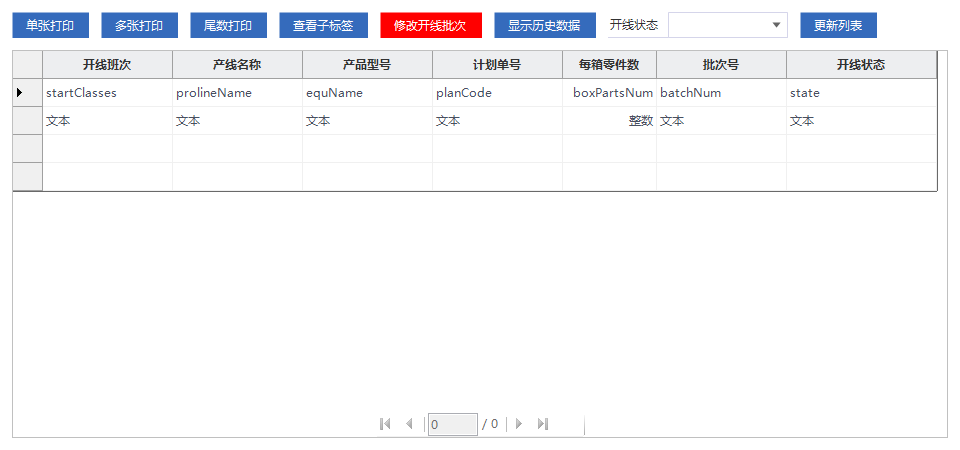 单张打印 多张打印 尾数打印 查看子标签 修改开线批次 显示历史数据 开线状态 更新列表
开线班次 产线名称 产品型号 计划单号 每箱零件数 批次号 开线状态
startClasses prolineName equName planCode boxPartsNum batchNum state
文本 文本 文本 文本 整数 文本 文本
0 / 0